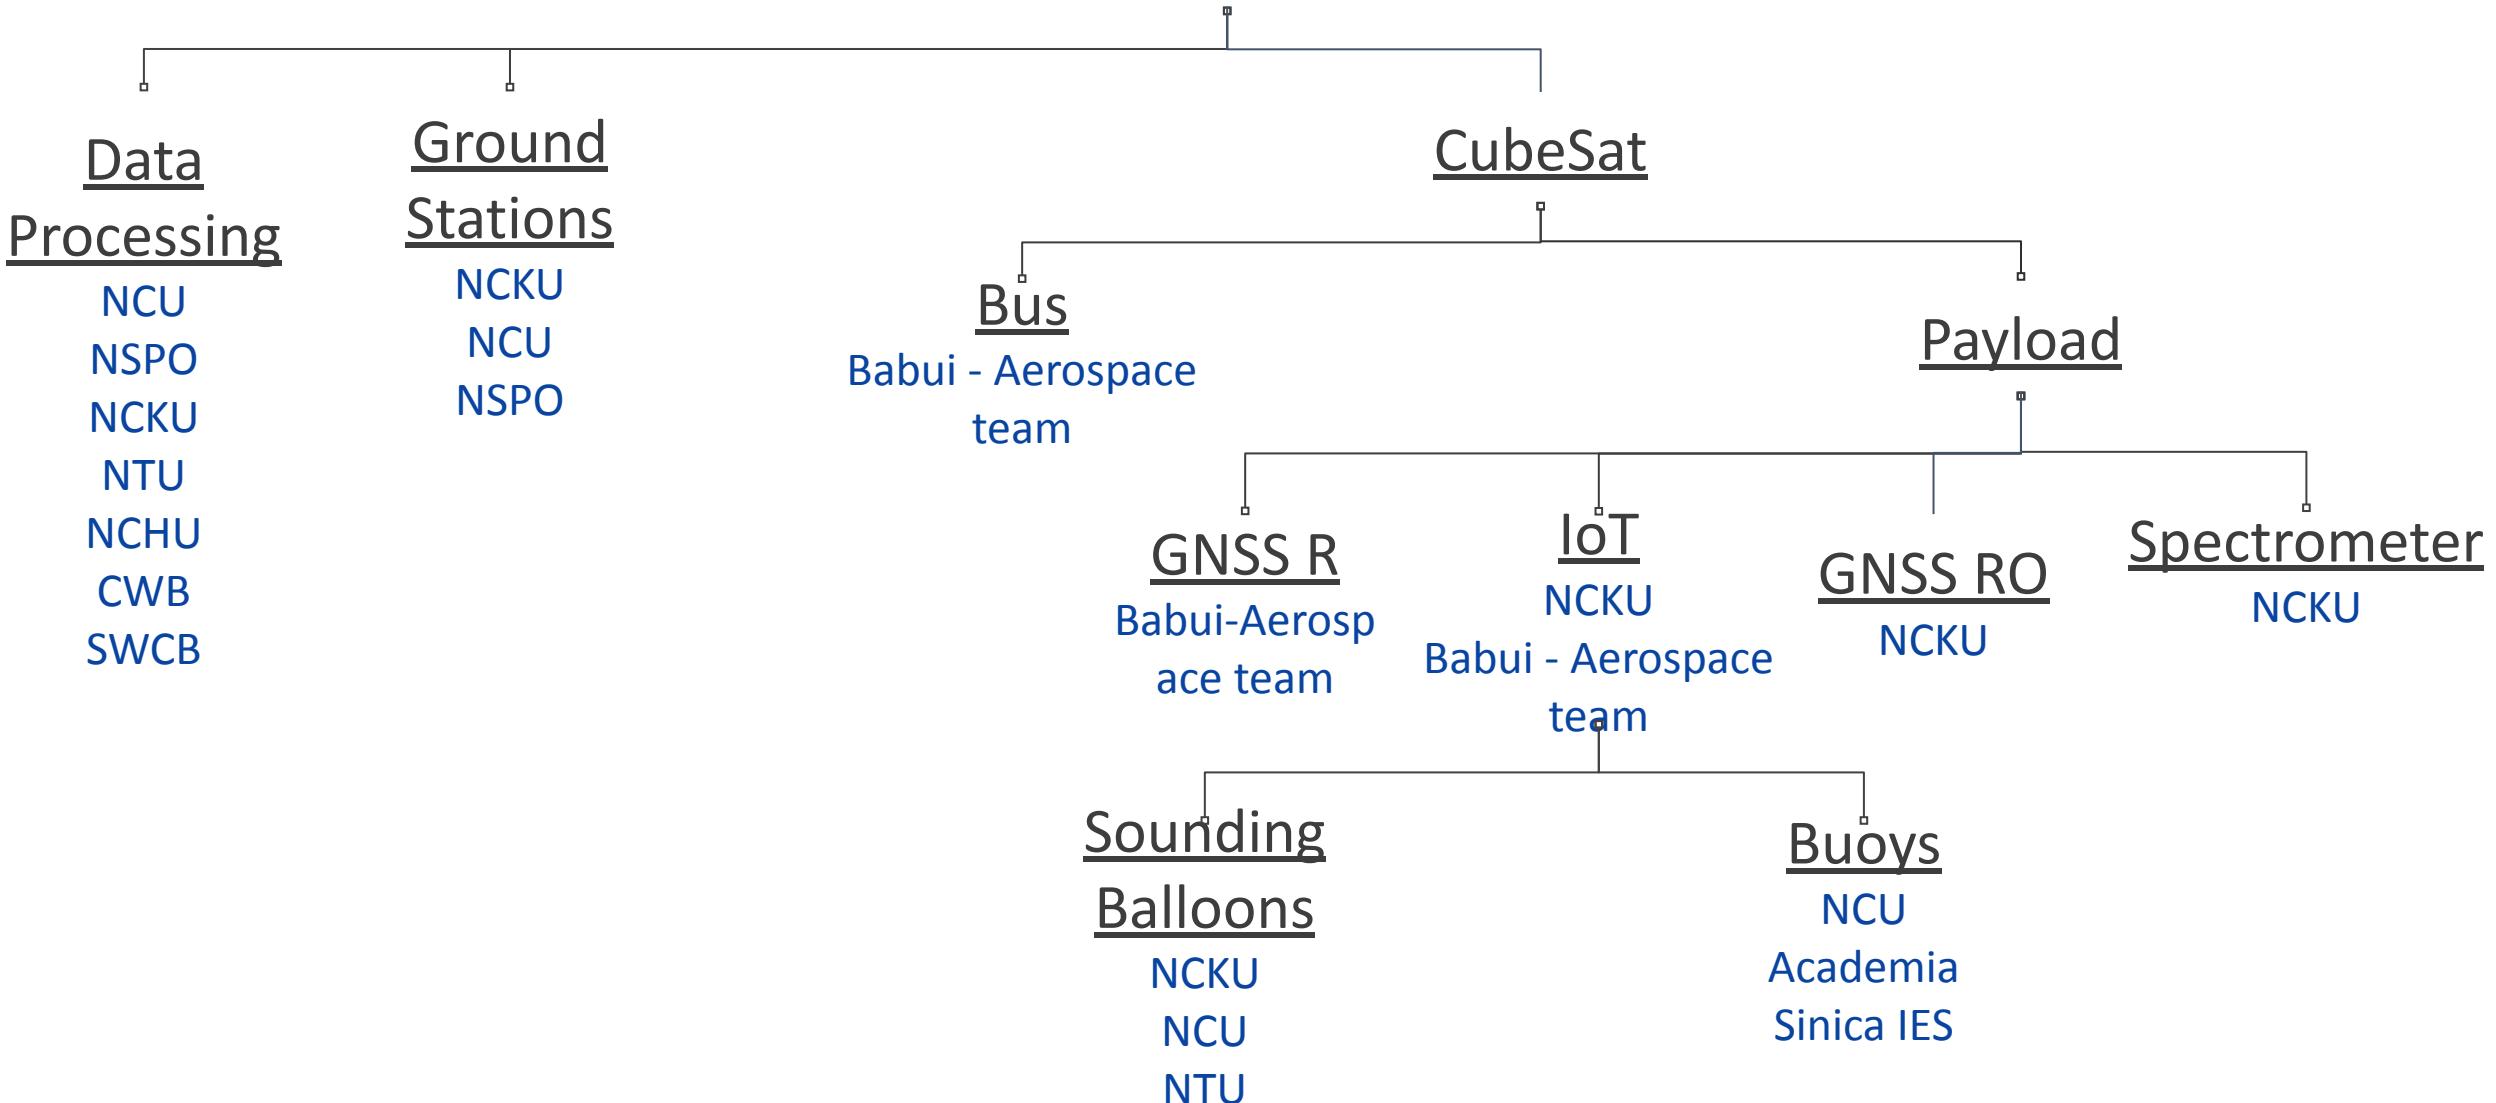 Data
Processing
NCU
NSPO
NCKU
NTU
NCHU
CWB
SWCB
Ground
Stations
NCKU
NCU
NSPO
CubeSat
Bus
Babui - Aerospace
team
Payload
GNSS R
Babui-Aerosp
ace team
IoT
NCKU
Babui - Aerospace
team
GNSS RO
NCKU
Spectrometer
NCKU
Sounding
Balloons
NCKU
NCU
NTU
Buoys
NCU
Academia
Sinica IES